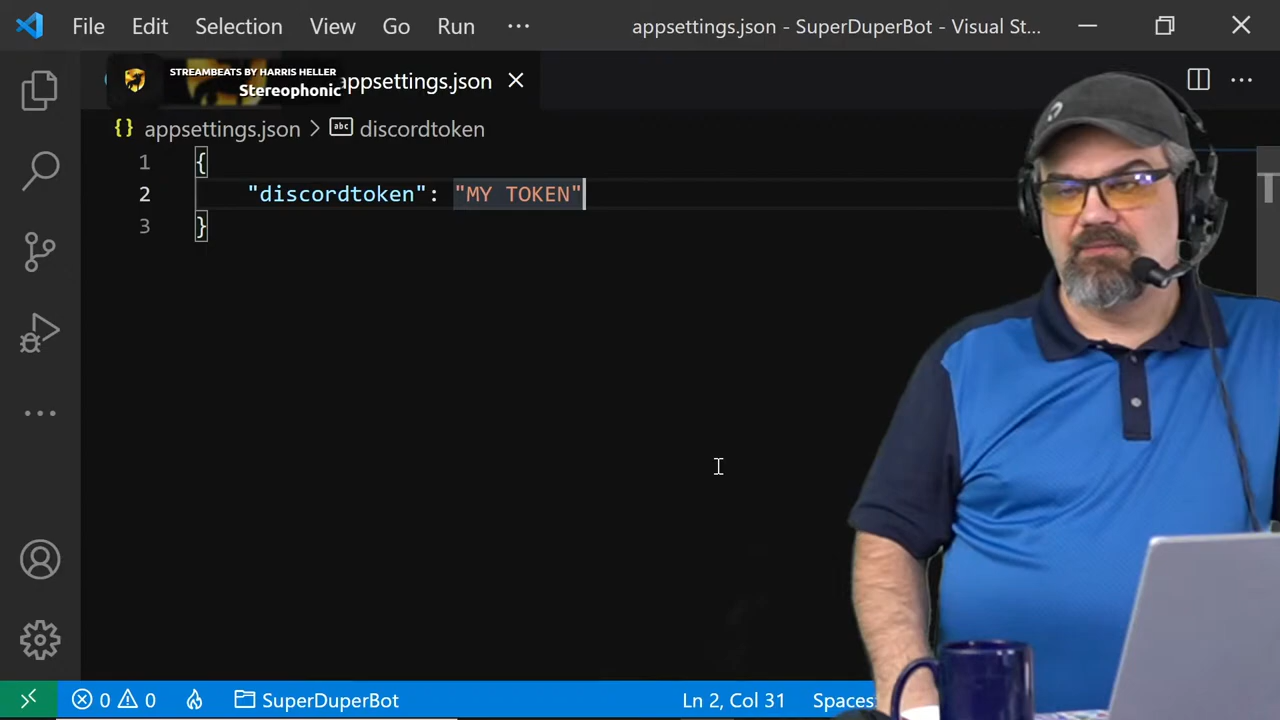 File Edit Selection View Go Run ··· appsettings.json - SuperDuperBot - Visual St...
STREAMBEATS BY HARRIS HELLER
Stereophonic
appsettings.json
{} appsettings.json > abc discordtoken
1 {
2 "discordtoken": "MY TOKEN"
3 }
0 0 SuperDuperBot Ln 2, Col 31 Spaces: